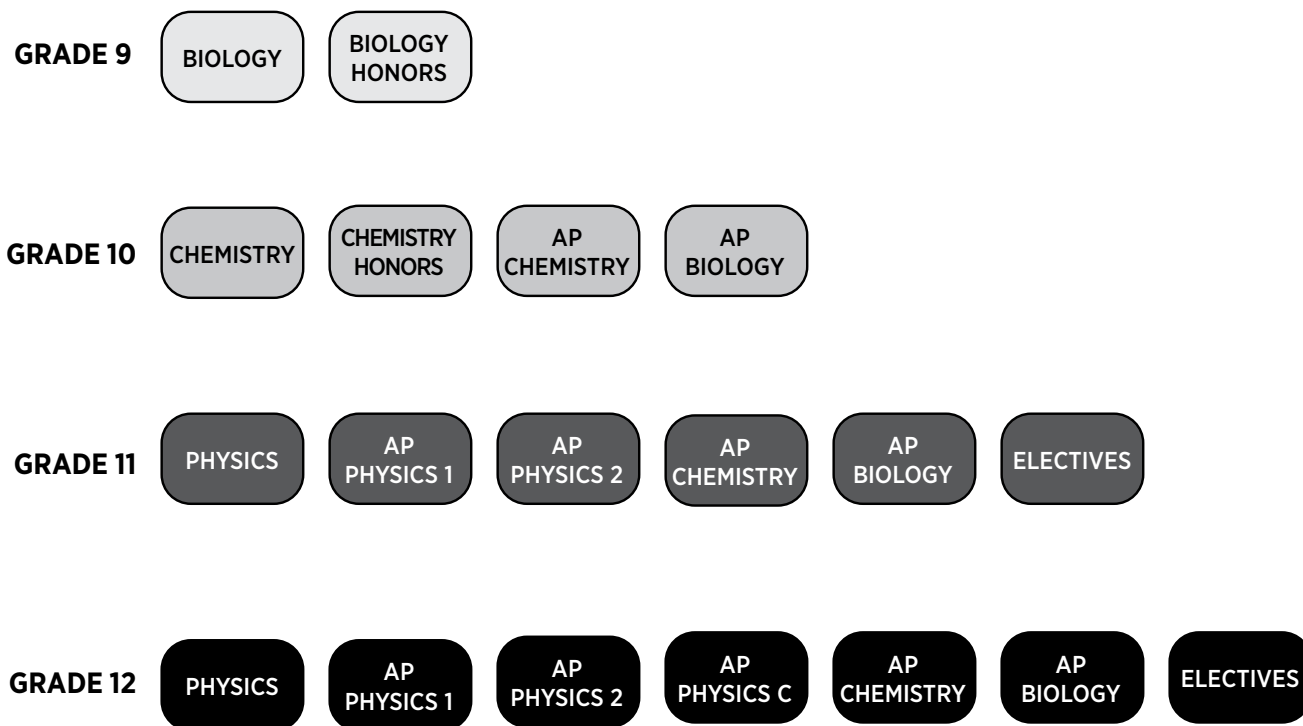 GRADE 9
BIOLOGY
BIOLOGY
HONORS
GRADE 10
CHEMISTRY
CHEMISTRY
HONORS
AP
CHEMISTRY
AP
BIOLOGY
GRADE 11
PHYSICS
AP
PHYSICS 1
AP
PHYSICS 2
AP
CHEMISTRY
AP
BIOLOGY
ELECTIVES
GRADE 12
PHYSICS
AP
PHYSICS 1
AP
PHYSICS 2
AP
PHYSICS C
AP
CHEMISTRY
AP
BIOLOGY
ELECTIVES